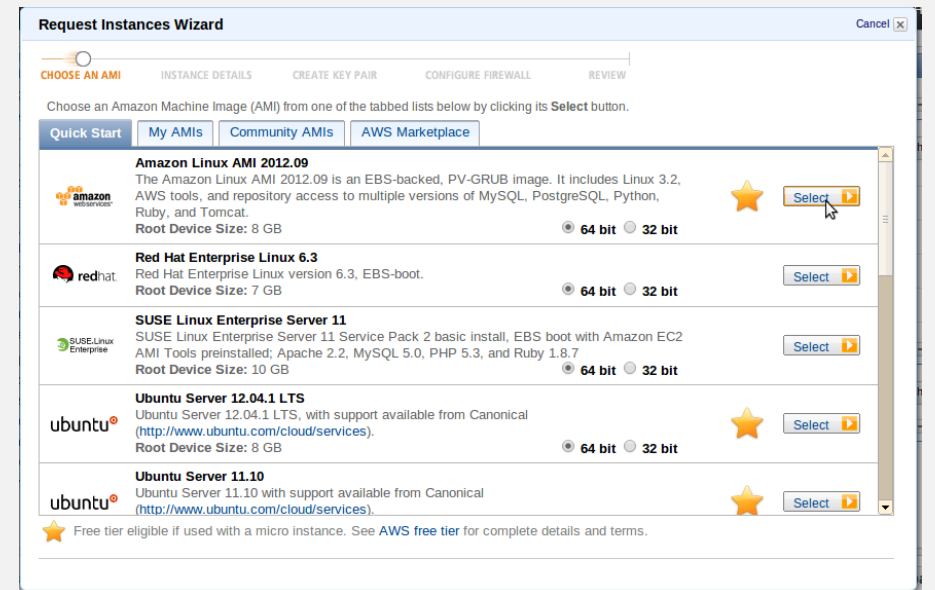 Request Instances Wizard
Cancel
CHOOSE AN AMI INSTANCE DETAILS CREATE KEY PAIR CONFIGURE FIREWALL REVIEW
Choose an Amazon Machine Image (AMI) from one of the tabbed lists below by clicking its Select button.
Quick Start My AMIs Community AMIs AWS Marketplace
Amazon Linux AMI 2012.09
The Amazon Linux AMI 2012.09 is an EBS-backed, PV-GRUB image. It includes Linux 3.2,
AWS tools, and repository access to multiple versions of MySQL, PostgreSQL, Python,
Ruby, and Tomcat.
Root Device Size: 8 GB
64 bit 32 bit
amazon
webservices
Select
Red Hat Enterprise Linux 6.3
Red Hat Enterprise Linux version 6.3, EBS-boot.
Root Device Size: 7 GB
64 bit 32 bit
redhat.
Select
SUSE Linux Enterprise Server 11
SUSE Linux Enterprise Server 11 Service Pack 2 basic install, EBS boot with Amazon EC2
AMI Tools preinstalled; Apache 2.2, MySQL 5.0, PHP 5.3, and Ruby 1.8.7
Root Device Size: 10 GB
64 bit 32 bit
SUSE.Linux
Enterprise
Select
Ubuntu Server 12.04.1 LTS
Ubuntu Server 12.04.1 LTS, with support available from Canonical
(http://www.ubuntu.com/cloud/services).
Root Device Size: 8 GB
64 bit 32 bit
ubuntu
Select
Ubuntu Server 11.10
Ubuntu Server 11.10 with support available from Canonical
(http://www.ubuntu.com/cloud/services).
ubuntu
Select
Free tier eligible if used with a micro instance. See AWS free tier for complete details and terms.